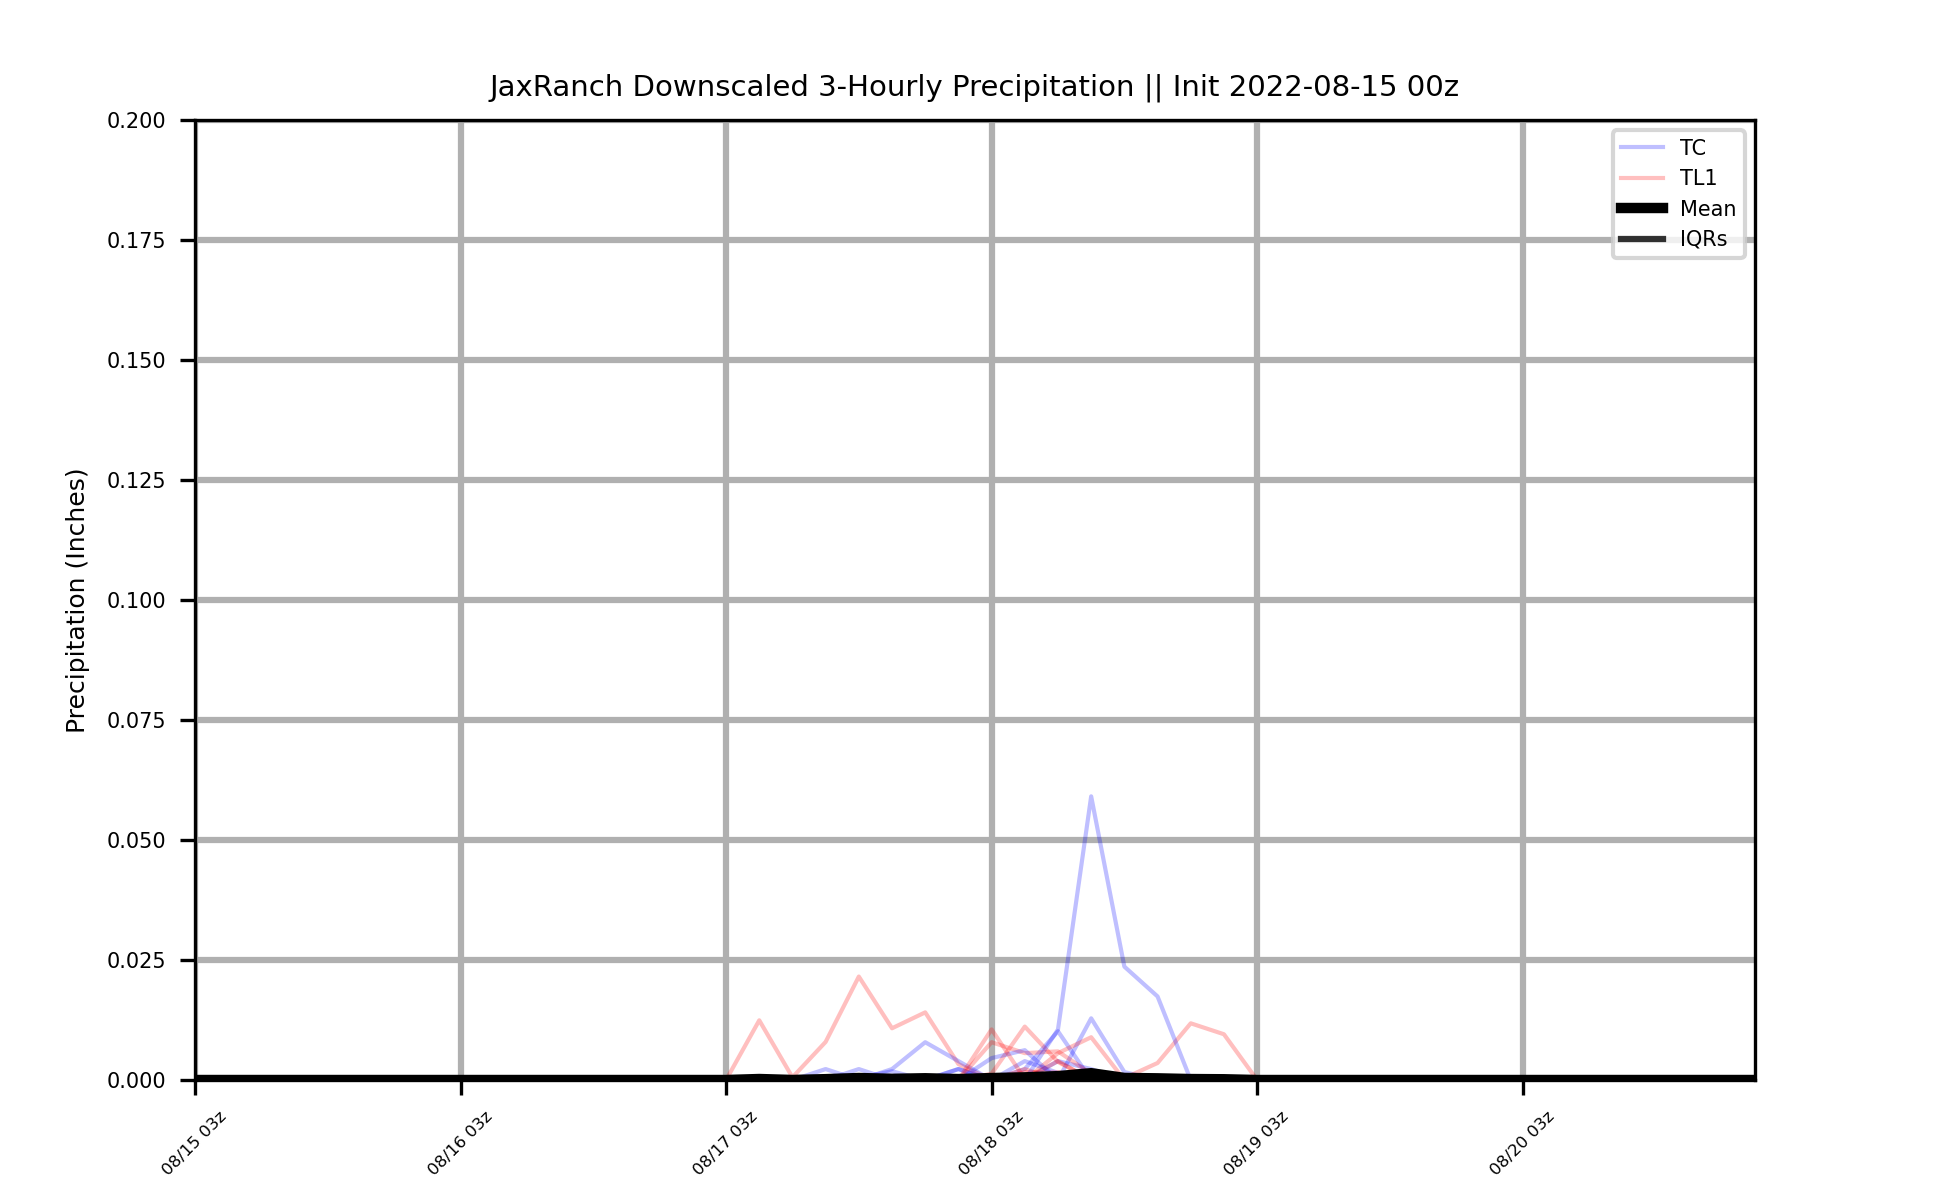 JaxRanch Downscaled 3-Hourly Precipitation || Init 2022-08-15 00z
0.200
0.175
0.150
0.125
0.100
0.075
0.050
0.025
0.000
Precipitation (Inches)
TC
TL1
Mean
IQRs
08/15 03z
08/16 03z
08/17 03z
08/18 03z
08/19 03z
08/20 03z